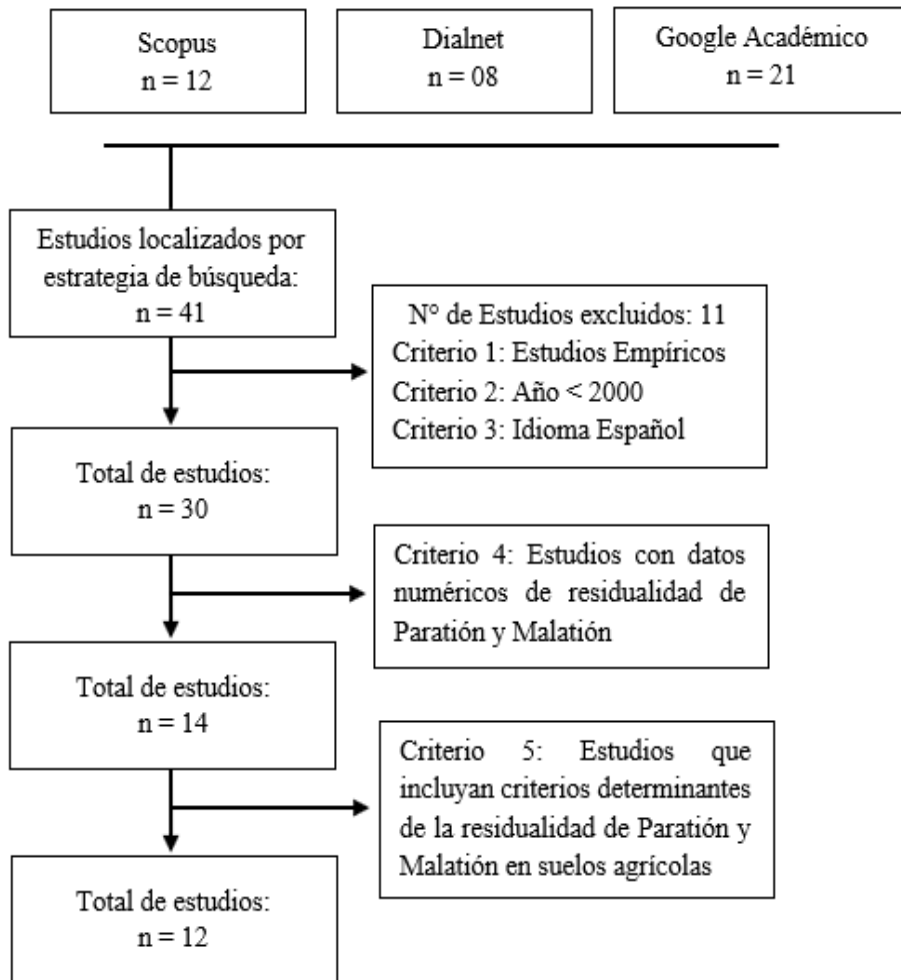 Scopus
n = 12
Dialnet
n = 08
Google Académico
n = 21
Estudios localizados por
estrategia de búsqueda:
n = 41
N° de Estudios excluidos: 11
Criterio 1: Estudios Empíricos
Criterio 2: Año < 2000
Criterio 3: Idioma Español
Total de estudios:
n = 30
Criterio 4: Estudios con datos
numéricos de residualidad de
Paratión y Malatión
Total de estudios:
n = 14
Criterio 5: Estudios que
incluyan criterios determinantes
de la residualidad de Paratión y
Malatión en suelos agrícolas
Total de estudios:
n = 12